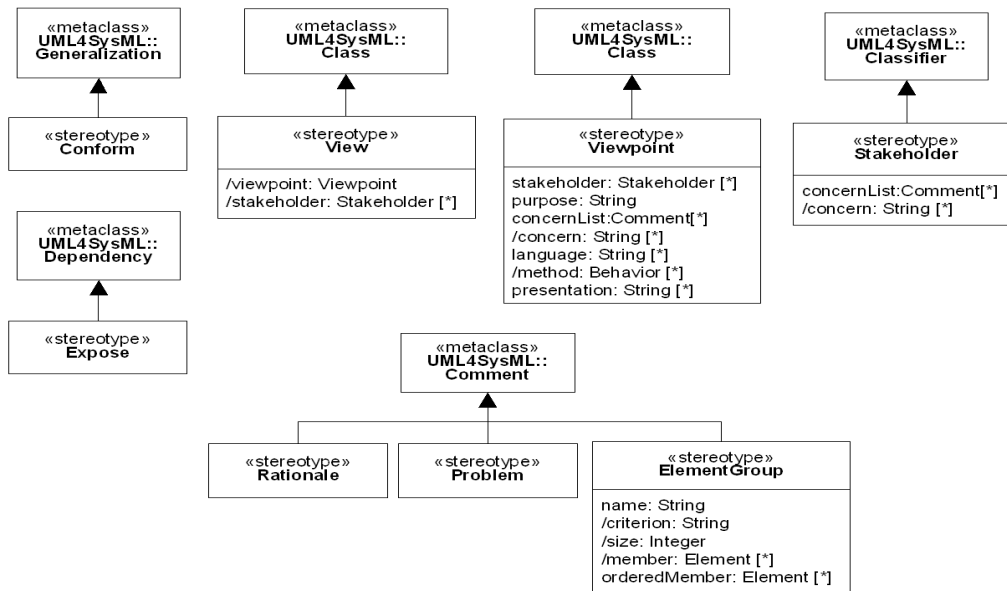 «metaclass»
UML4SysML::
Generalization
«stereotype»
Conform
«metaclass»
UML4SysML::
Class
«stereotype»
View
/viewpoint: Viewpoint
/stakeholder: Stakeholder [*]
«metaclass»
UML4SysML::
Class
«stereotype»
Viewpoint
stakeholder: Stakeholder [*]
purpose: String
concernList:Comment[*]
/concern: String [*]
language: String [*]
/method: Behavior [*]
presentation: String [*]
«metaclass»
UML4SysML::
Classifier
«stereotype»
Stakeholder
concernList:Comment[*]
/concern: String [*]
«metaclass»
UML4SysML::
Dependency
«stereotype»
Expose
«metaclass»
UML4SysML::
Comment
«stereotype»
Rationale
«stereotype»
Problem
«stereotype»
ElementGroup
name: String
/criterion: String
/size: Integer
/member: Element [*]
orderedMember: Element [*]